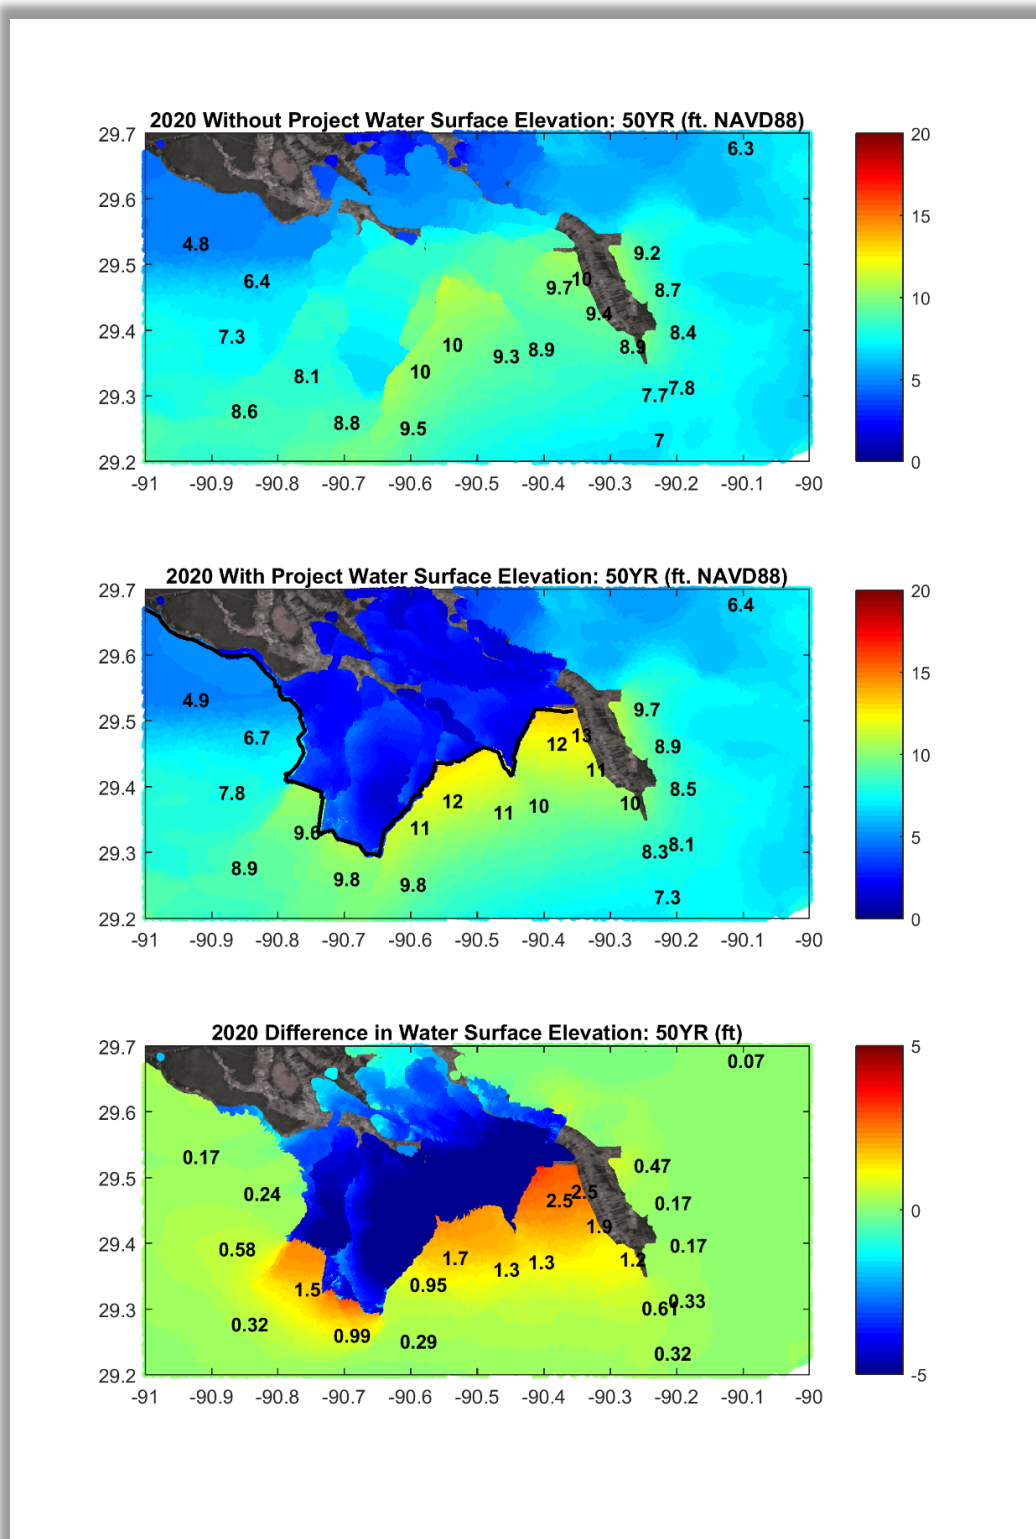 2020 Without Project Water Surface Elevation: 50YR (ft. NAVD88)
29.7 6.3 20
29.6
4.8 9.2 15
29.5 6.4 9.7 10 8.7
7.3 9.4 8.4 10
29.4 10 9.3 8.9 8.9
8.1 10 7.7 7.8 5
29.3 8.6 8.8 9.5 7
29.2 0
-91 -90.9 -90.8 -90.7 -90.6 -90.5 -90.4 -90.3 -90.2 -90.1 -90
2020 With Project Water Surface Elevation: 50YR (ft. NAVD88)
29.7 6.4 20
29.6
4.9 9.7 15
29.5 6.7 12 13 8.9
7.8 11 8.5 10
29.4 12 11 10 10
9.6 11 8.3 8.1 5
29.3 8.9 9.8 9.8 7.3
29.2 0
-91 -90.9 -90.8 -90.7 -90.6 -90.5 -90.4 -90.3 -90.2 -90.1 -90
2020 Difference in Water Surface Elevation: 50YR (ft)
29.7 0.07 5
29.6
0.17 0.47
29.5 0.24 2.5 2.5 0.17
0.58 1.9 0.17 0
29.4 1.7 1.3 1.3 1.2
1.5 0.95 0.61 0.33
29.3 0.32 0.99 0.29 0.32
29.2 -5
-91 -90.9 -90.8 -90.7 -90.6 -90.5 -90.4 -90.3 -90.2 -90.1 -90